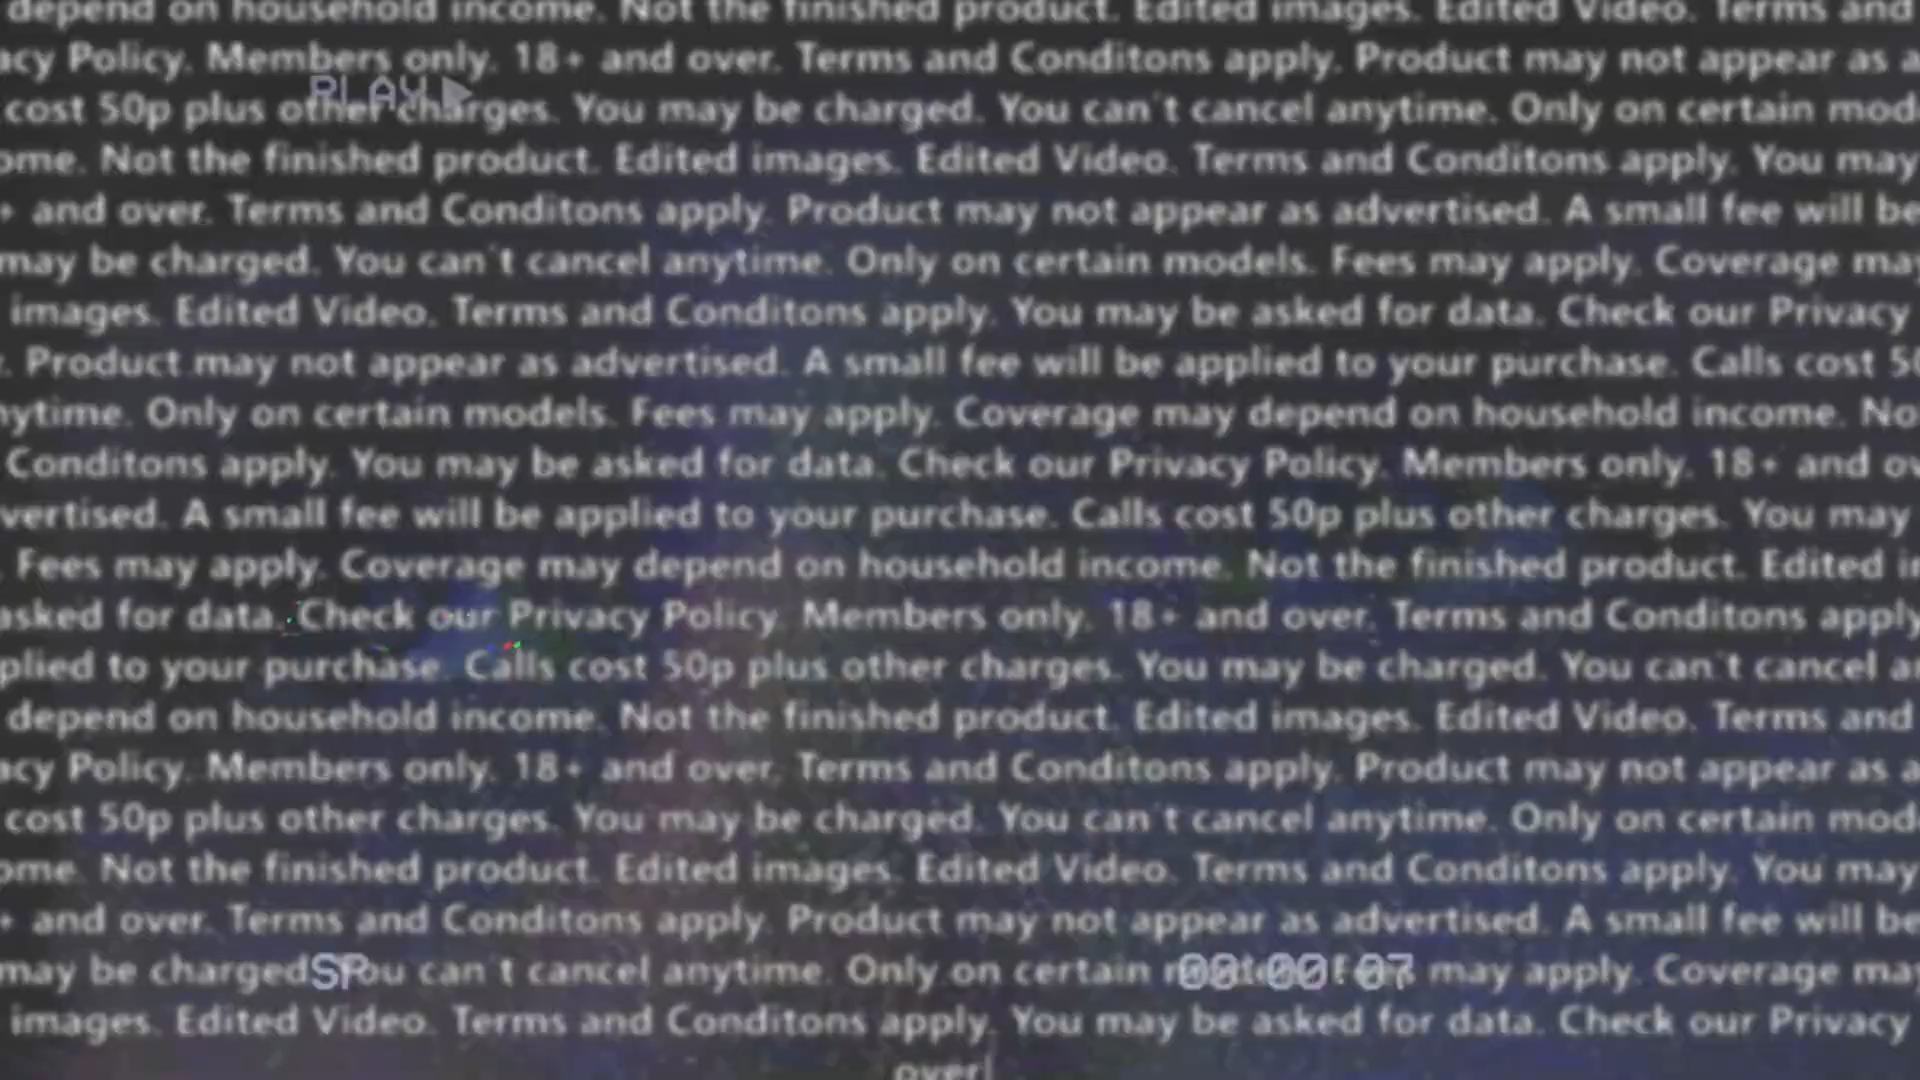 depend on household income. Not the finished product. Edited images. Edited Video. Terms and
acy Policy. Members only. 18+ and over. Terms and Conditons apply. Product may not appear as a
PLAY
cost 50p plus other charges. You may be charged. You can't cancel anytime. Only on certain mod
ome. Not the finished product. Edited images. Edited Video. Terms and Conditons apply. You may
+ and over. Terms and Conditons apply. Product may not appear as advertised. A small fee will be
may be charged. You can't cancel anytime. Only on certain models. Fees may apply. Coverage may
images. Edited Video. Terms and Conditons apply. You may be asked for data. Check our Privacy
. Product may not appear as advertised. A small fee will be applied to your purchase. Calls cost 50
nytime. Only on certain models. Fees may apply. Coverage may depend on household income. No
Conditons apply. You may be asked for data. Check our Privacy Policy. Members only. 18+ and ov
vertised. A small fee will be applied to your purchase. Calls cost 50p plus other charges. You may
. Fees may apply. Coverage may depend on household income. Not the finished product. Edited i
asked for data. Check our Privacy Policy. Members only. 18+ and over. Terms and Conditons apply
plied to your purchase. Calls cost 50p plus other charges. You may be charged. You can't cancel a
depend on household income. Not the finished product. Edited images. Edited Video. Terms and
acy Policy. Members only. 18+ and over. Terms and Conditons apply. Product may not appear as a
cost 50p plus other charges. You may be charged. You can't cancel anytime. Only on certain mod
ome. Not the finished product. Edited images. Edited Video. Terms and Conditons apply. You may
+ and over. Terms and Conditons apply. Product may not appear as advertised. A small fee will be
may be charged. You can't cancel anytime. Only on certain models. Fees may apply. Coverage may
SP 00:00:07
images. Edited Video. Terms and Conditons apply. You may be asked for data. Check our Privacy
over